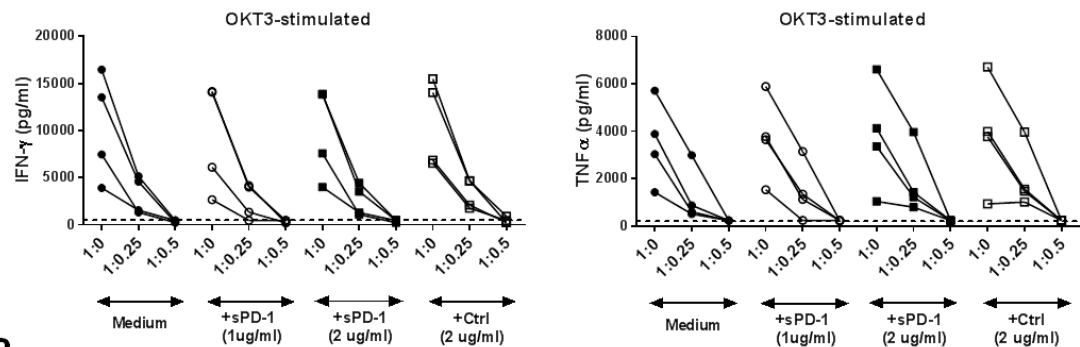 OKT3-stimulated
IFN-γ (pg/ml)
20000
15000
10000
5000
0
1:0 1:0.25 1:0.5 1:0 1:0.25 1:0.5 1:0 1:0.25 1:0.5 1:0 1:0.25 1:0.5
Medium +sPD-1 +sPD-1 +Ctrl
(1ug/ml) (2 ug/ml) (2 ug/ml)
OKT3-stimulated
TNFα (pg/ml)
8000
6000
4000
2000
0
1:0 1:0.25 1:0.5 1:0 1:0.25 1:0.5 1:0 1:0.25 1:0.5 1:0 1:0.25 1:0.5
Medium +sPD-1 +sPD-1 +Ctrl
(1ug/ml) (2 ug/ml) (2 ug/ml)